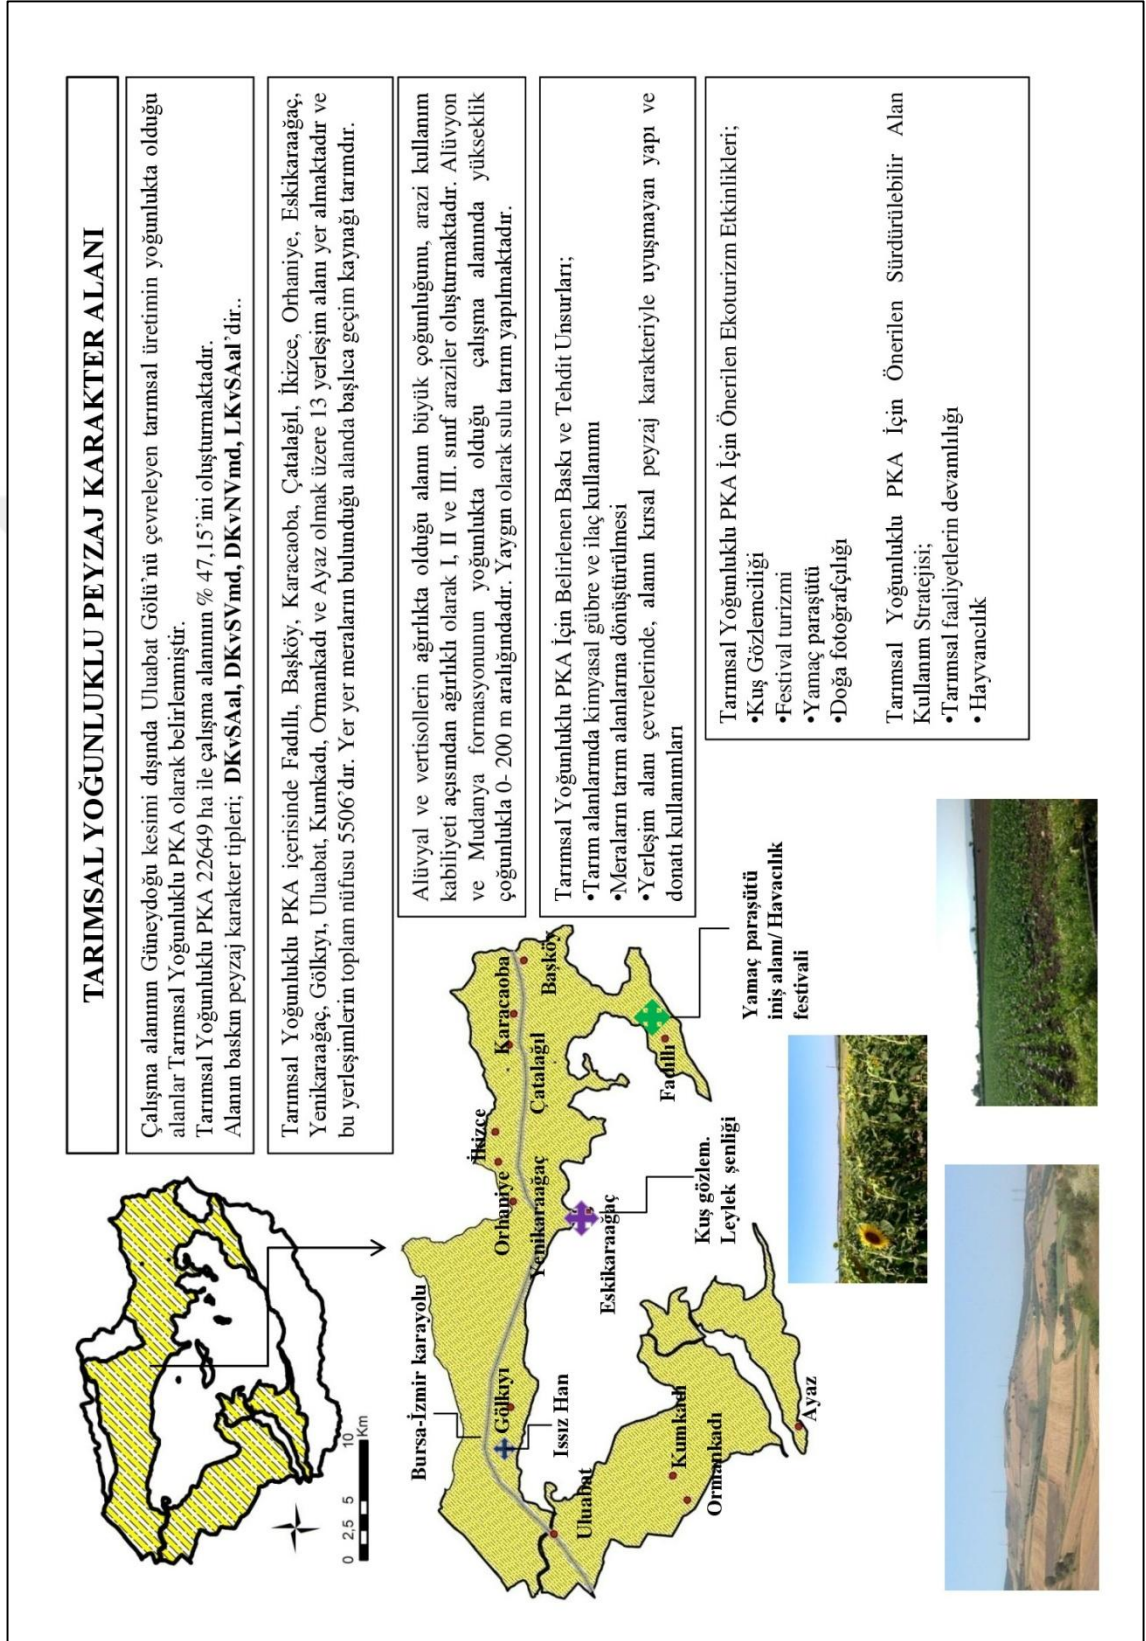 TARIMSAL YOĞUNLUKLU PEYZAJ KARAKTER ALANI
Çalışma alanının Güneydoğu kesimi dışında Uluabat Gölü'nü çevreleyen tarımsal üretimin yoğunlukta olduğu
alanlar Tarımsal Yoğunluklu PKA olarak belirlenmiştir.
Tarımsal Yoğunluklu PKA 22649 ha ile çalışma alanının % 47,15'ini oluşturmaktadır.
Alanın baskın peyzaj karakter tipleri; DKvSAal, DKvSVmd, DKvNVmd, LKvSAal'dir..
Tarımsal Yoğunluklu PKA içerisinde Fadıllı, Başköy, Karacaoba, Çatalağıl, İkizce, Orhaniye, Eskikaraağaç,
Yenikaraağaç, Gölkıyı, Uluabat, Kumkadı, Ormankadı ve Ayaz olmak üzere 13 yerleşim alanı yer almaktadır ve
bu yerleşimlerin toplam nüfusu 5506'dır. Yer yer meraların bulunduğu alanda başlıca geçim kaynağı tarımdır.
Alüvyal ve vertisollerin ağırlıkta olduğu alanın büyük çoğunluğunu, arazi kullanım
kabiliyeti açısından ağırlıklı olarak I, II ve III. sınıf araziler oluşturmaktadır. Alüvyon
ve Mudanya formasyonunun yoğunlukta olduğu çalışma alanında yükseklik
çoğunlukla 0- 200 m aralığındadır. Yaygın olarak sulu tarım yapılmaktadır.
Tarımsal Yoğunluklu PKA İçin Belirlenen Baskı ve Tehdit Unsurları;
•Tarım alanlarında kimyasal gübre ve ilaç kullanımı
•Meraların tarım alanlarına dönüştürülmesi
•Yerleşim alanı çevrelerinde, alanın kırsal peyzaj karakteriyle uyuşmayan yapı ve
donatı kullanımları
Tarımsal Yoğunluklu PKA İçin Önerilen Ekoturizm Etkinlikleri;
•Kuş Gözlemciliği
•Festival turizmi
•Yamaç paraşütü
•Doğa fotoğrafçılığı
Tarımsal Yoğunluklu PKA İçin Önerilen Sürdürülebilir Alan
Kullanım Stratejisi;
•Tarımsal faaliyetlerin devamlılığı
• Hayvancılık
0 2,5 5 10 Km
Bursa-İzmir karayolu
Gölkıyı
Issız Han
Uluabat
Kumkadı
Ormankadı
Ayaz
Orhaniye
İkizce
Yenikaraağaç
Eskikaraağaç
Kuş gözlem.
Leylek şenliği
Karacaoba
Çatalağıl
Başköy
Fadıllı
Yamaç paraşütü
iniş alanı/ Havacılık
festivali